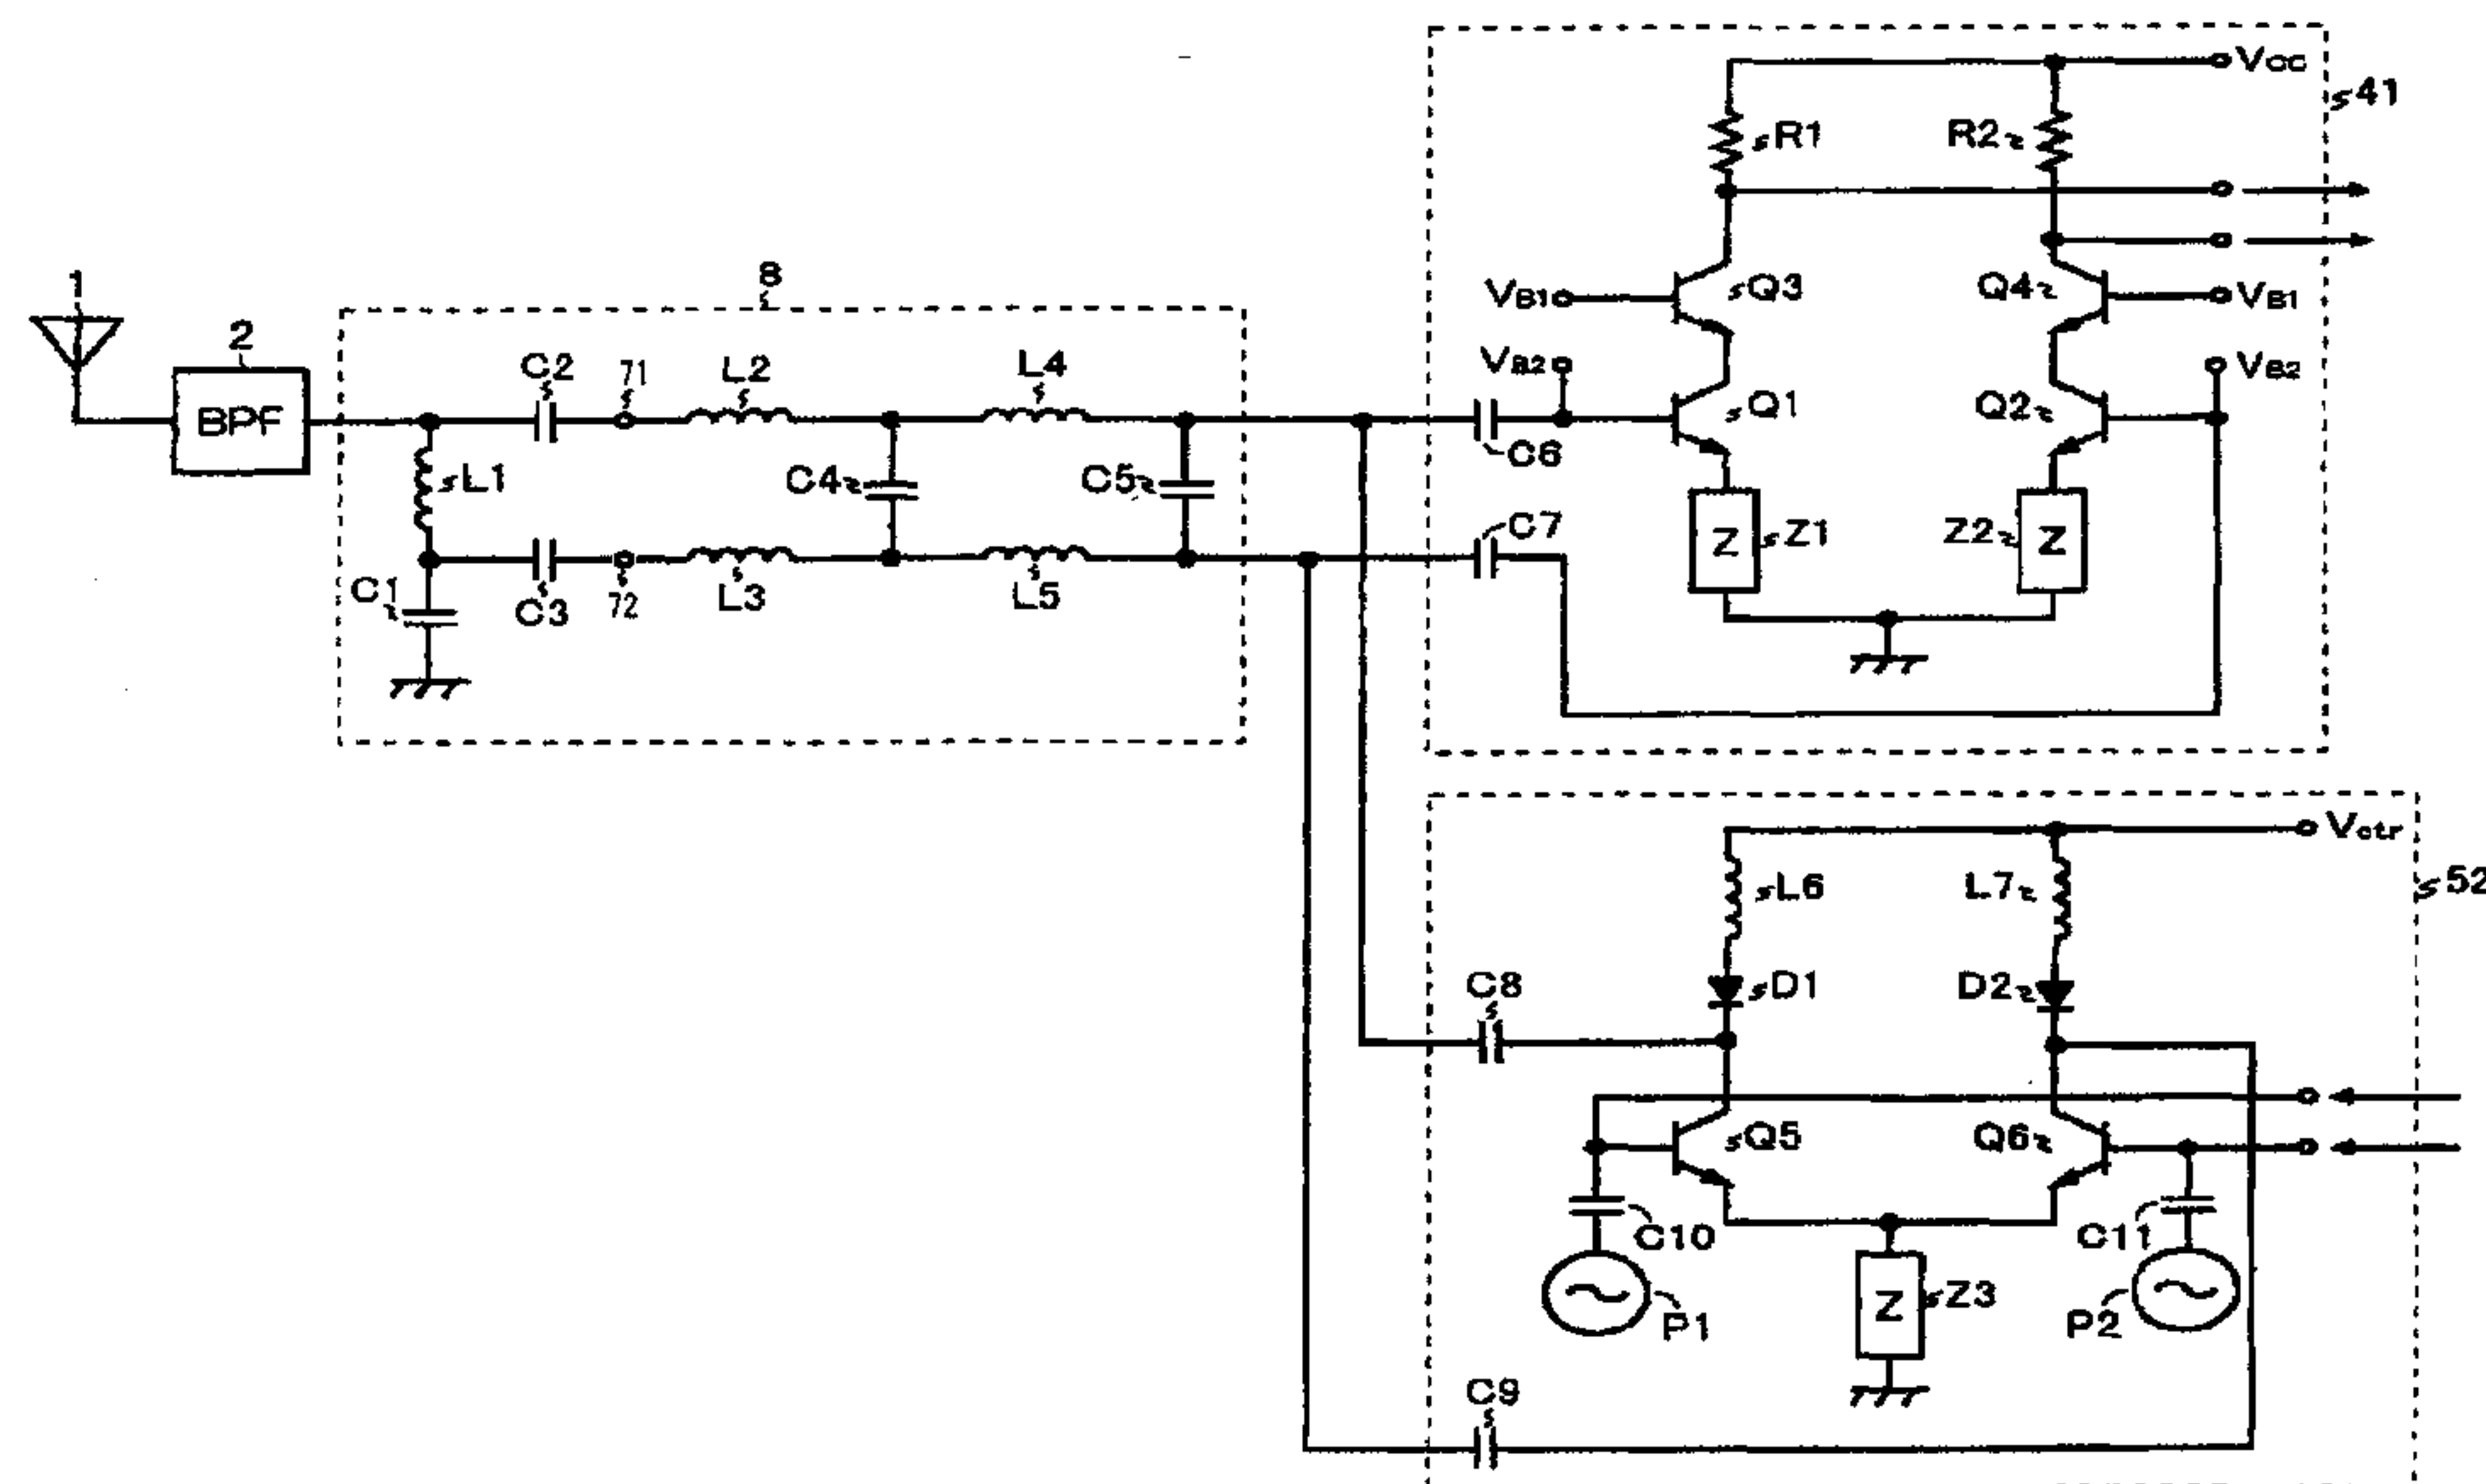 Vcc
41
R1
R2
8
1
2
BPF
C2
71
L2
L4
VB1
Q3
Q4
VB1
VB2
Q1
Q2
VB2
L1
C4
C5
C6
C7
C1
C3
72
L3
L5
Z
Z1
Z2
Z
Vctr
52
L6
L7
C8
D1
D2
Q5
Q6
C10
C11
P1
Z
Z3
P2
C9